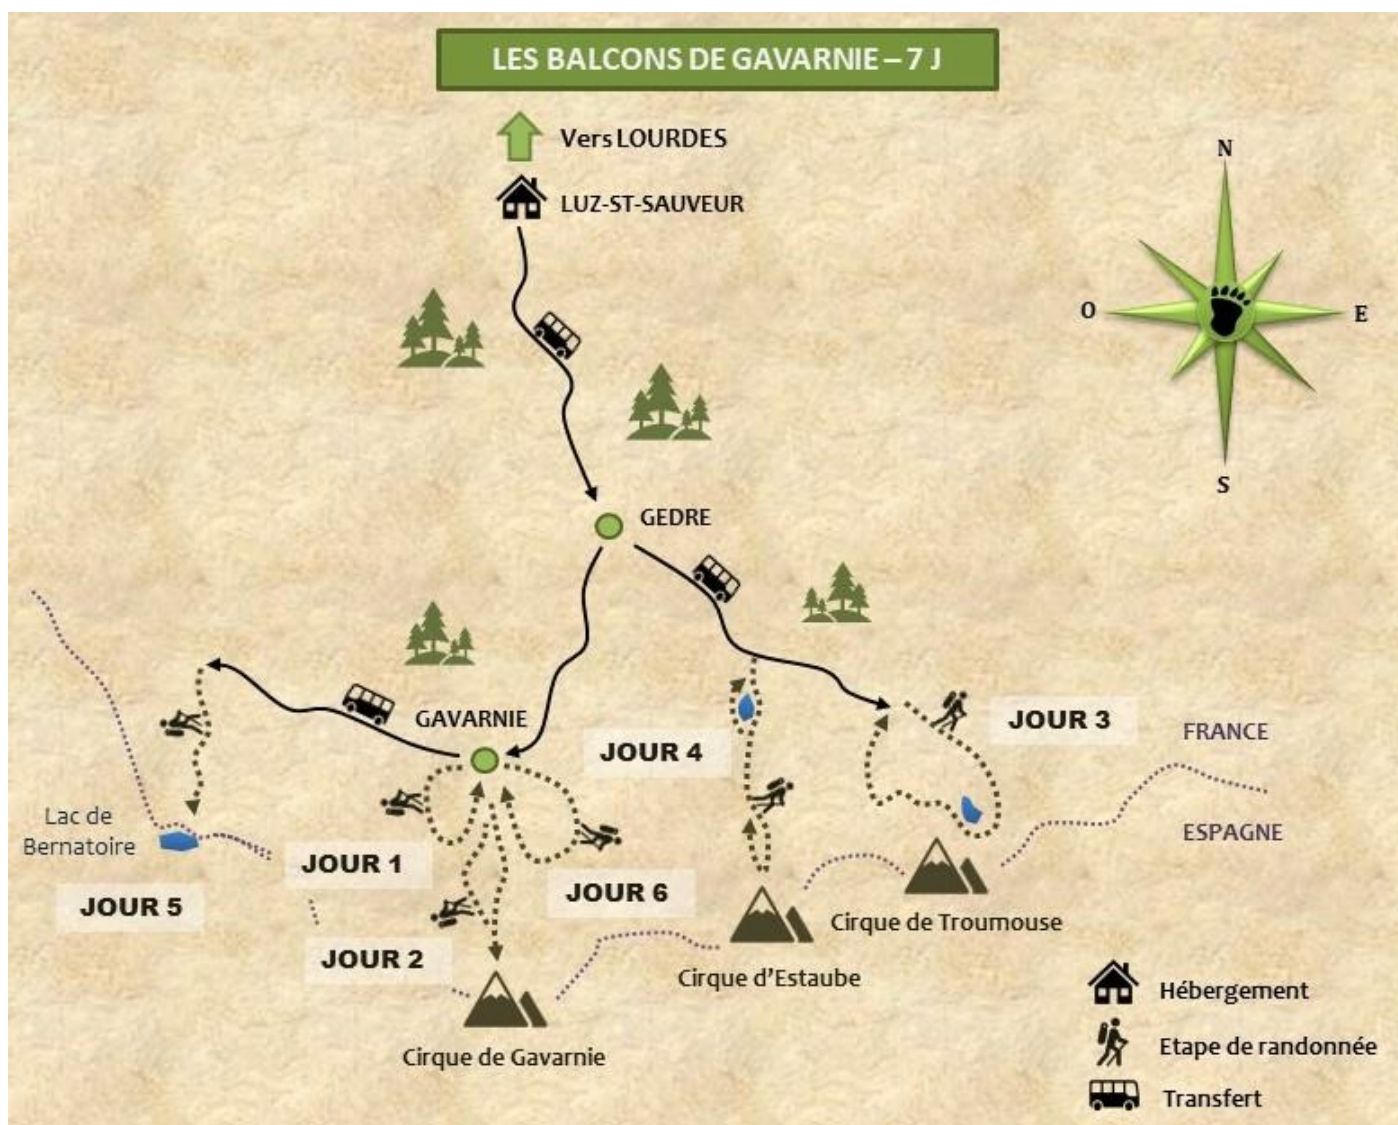 LES BALCONS DE GAVARNIE – 7 J
Vers LOURDES
LUZ-ST-SAUVEUR
N
O
E
S
GEDRE
GAVARNIE
JOUR 4
JOUR 3
FRANCE
ESPAGNE
Lac de
Bernatoire
JOUR 5
JOUR 1
JOUR 6
JOUR 2
Cirque de Troumouse
Cirque d'Estaube
Cirque de Gavarnie
Hébergement
Etape de randonnée
Transfert